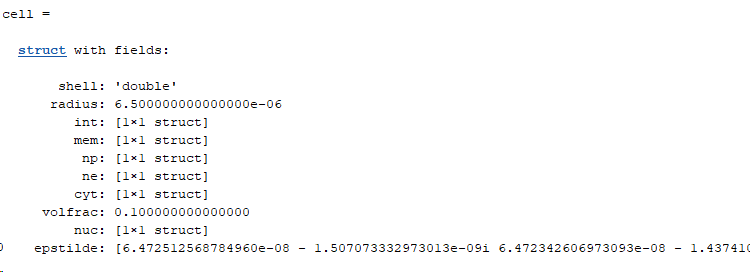 cell =
struct with fields:
shell: 'double'
radius: 6.500000000000000e-06
int: [1×1 struct]
mem: [1×1 struct]
np: [1×1 struct]
ne: [1×1 struct]
cyt: [1×1 struct]
volfrac: 0.100000000000000
nuc: [1×1 struct]
epstilde: [6.472512568784960e-08 - 1.507073332973013e-09i 6.472342606973093e-08 - 1.437410